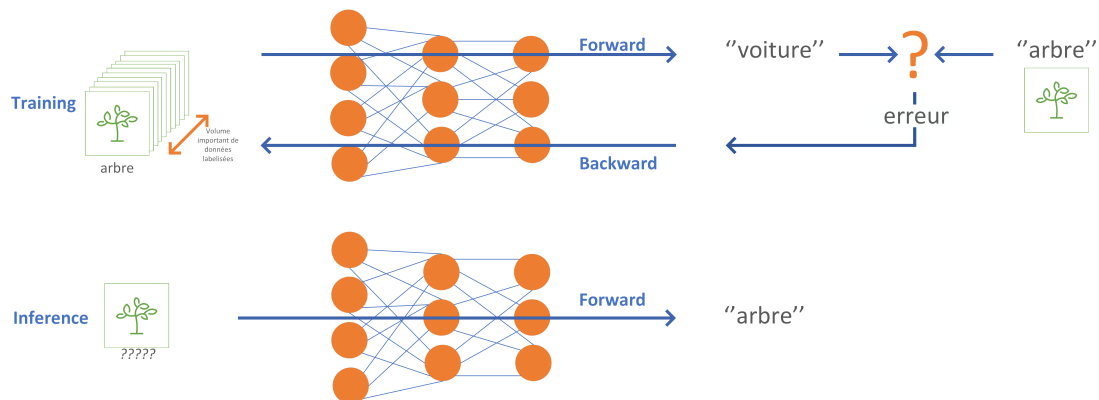 Forward
‘’voiture’’
?
‘’arbre’’
Training
Volume
important de
données
labelisées
erreur
arbre
Backward
Forward
Inference
‘’arbre’’
?????